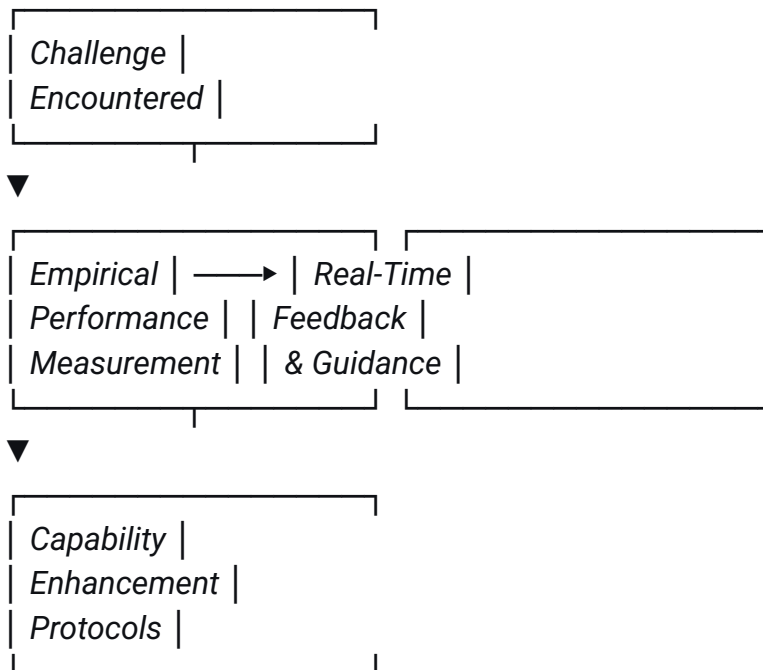 Challenge
Encountered
Empirical Real-Time
Performance Feedback
Measurement & Guidance
Capability
Enhancement
Protocols